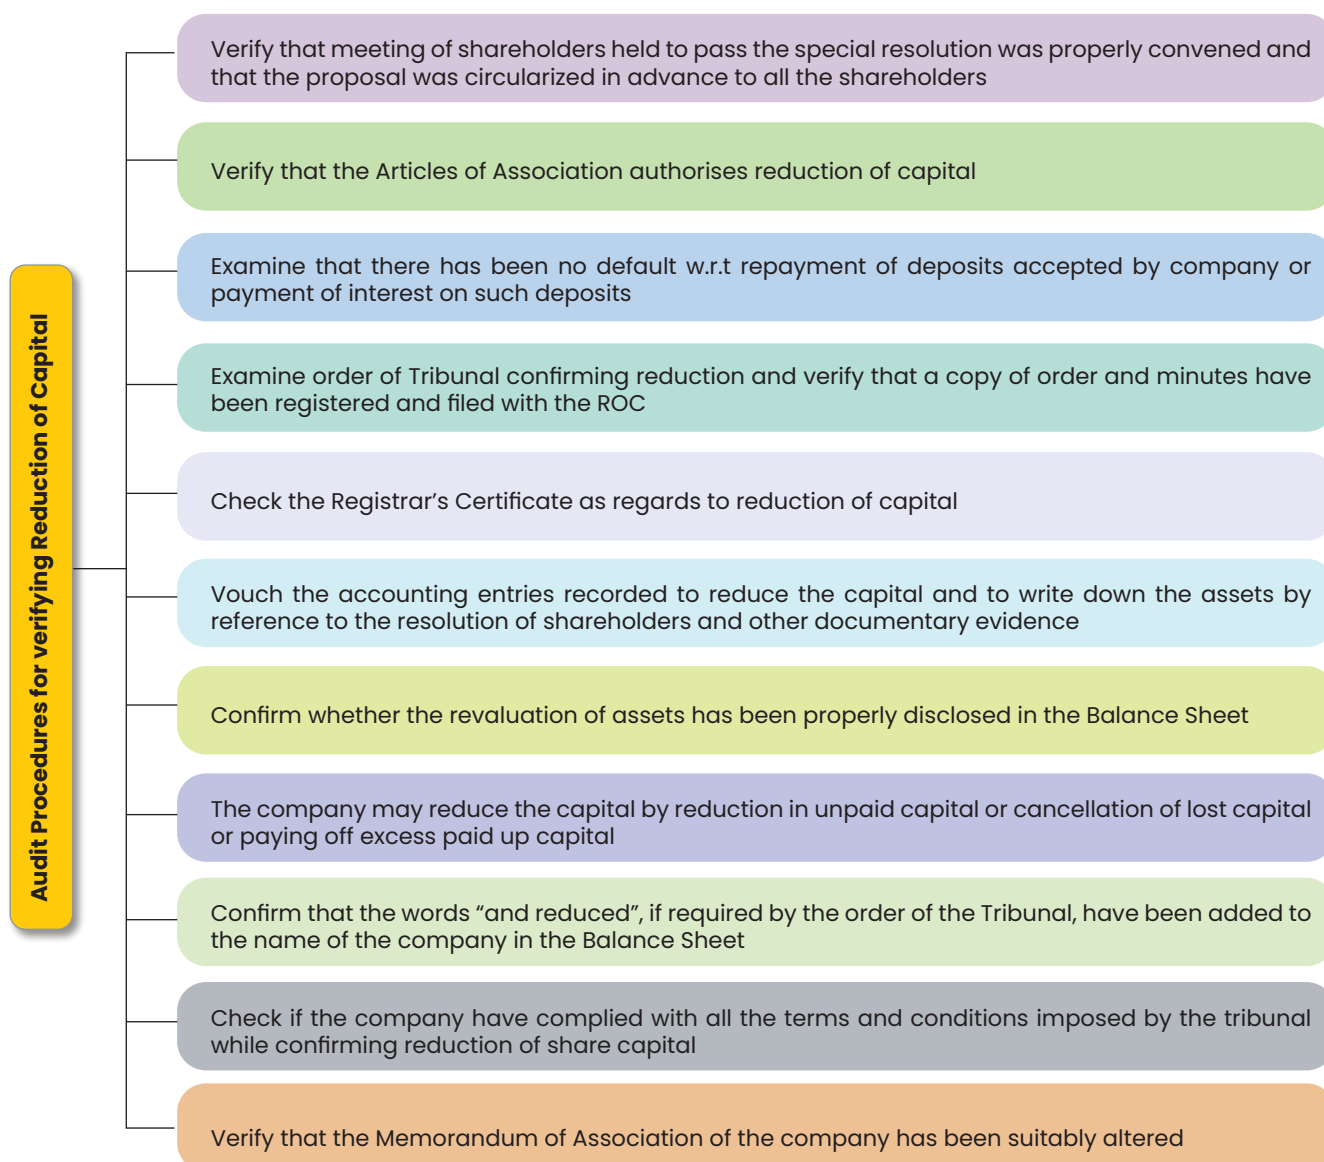 Audit Procedures for verifying Reduction of Capital
Verify that meeting of shareholders held to pass the special resolution was properly convened and
that the proposal was circularized in advance to all the shareholders
Verify that the Articles of Association authorises reduction of capital
Examine that there has been no default w.r.t repayment of deposits accepted by company or
payment of interest on such deposits
Examine order of Tribunal confirming reduction and verify that a copy of order and minutes have
been registered and filed with the ROC
Check the Registrar’s Certificate as regards to reduction of capital
Vouch the accounting entries recorded to reduce the capital and to write down the assets by
reference to the resolution of shareholders and other documentary evidence
Confirm whether the revaluation of assets has been properly disclosed in the Balance Sheet
The company may reduce the capital by reduction in unpaid capital or cancellation of lost capital
or paying off excess paid up capital
Confirm that the words “and reduced”, if required by the order of the Tribunal, have been added to
the name of the company in the Balance Sheet
Check if the company have complied with all the terms and conditions imposed by the tribunal
while confirming reduction of share capital
Verify that the Memorandum of Association of the company has been suitably altered